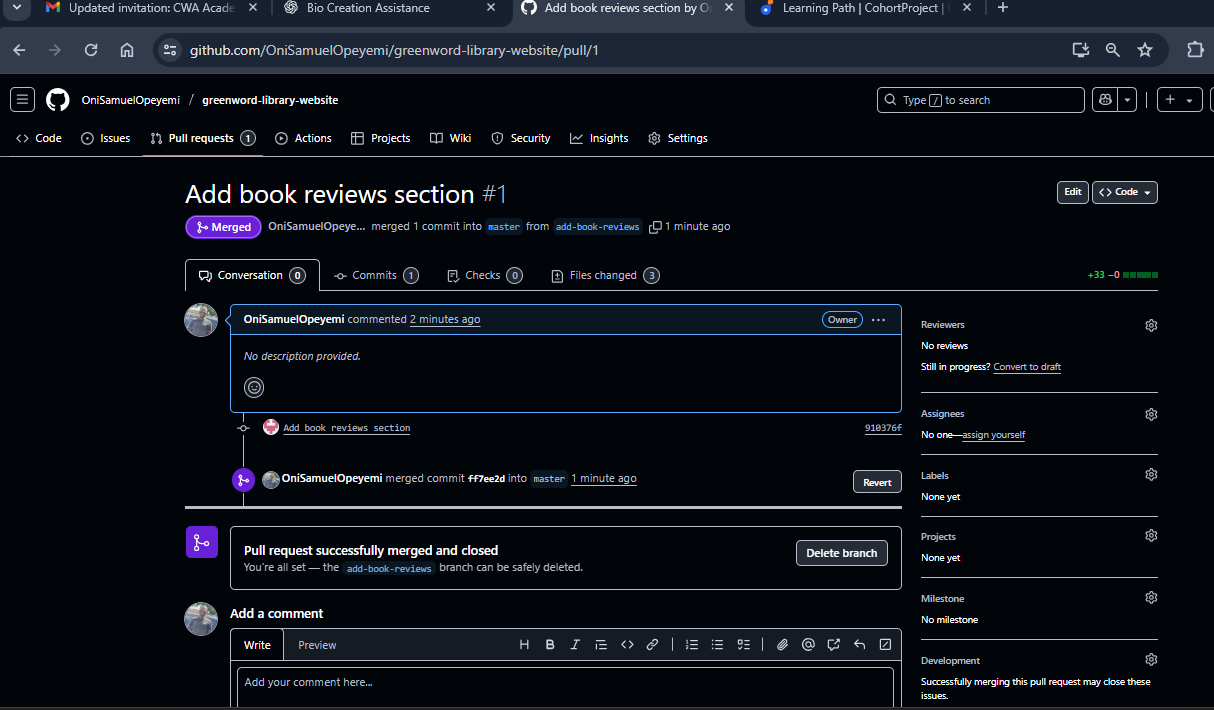 Updated invitation: CWA Acade
Bio Creation Assistance
Add book reviews section by O
Learning Path | CohortProject |
github.com/OniSamuelOpeyemi/greenword-library-website/pull/1
OniSamuelOpeyemi / greenword-library-website
Type / to search
Code
Issues
Pull requests 1
Actions
Projects
Wiki
Security
Insights
Settings
Add book reviews section #1
Edit
Code
Merged
OniSamuelOpeye... merged 1 commit into master from add-book-reviews 1 minute ago
Conversation 0
Commits 1
Checks 0
Files changed 3
+33 −0
OniSamuelOpeyemi commented 2 minutes ago
Owner
No description provided.
Add book reviews section
910376f
OniSamuelOpeyemi merged commit ff7ee2d into master 1 minute ago
Revert
Pull request successfully merged and closed
You're all set — the add-book-reviews branch can be safely deleted.
Delete branch
Add a comment
Write
Preview
Add your comment here...
Reviewers
No reviews
Still in progress? Convert to draft
Assignees
No one—assign yourself
Labels
None yet
Projects
None yet
Milestone
No milestone
Development
Successfully merging this pull request may close these
issues.